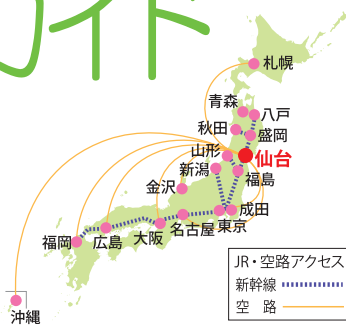 ガイド
札幌
青森
八戸
秋田
盛岡
山形
仙台
新潟
福島
金沢
成田
東京
名古屋
大阪
広島
福岡
沖縄
JR・空路アクセス
新幹線
空 路